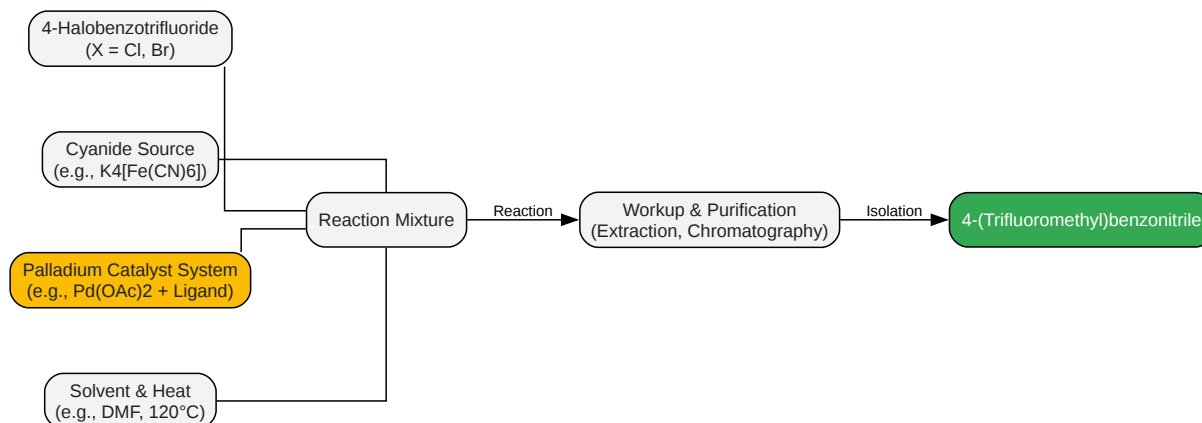 4-Halobenzotrifluoride
(X = Cl, Br)
Cyanide Source
(e.g., K4[Fe(CN)6])
Palladium Catalyst System
(e.g., Pd(OAc)2 + Ligand)
Solvent & Heat
(e.g., DMF, 120°C)
Reaction Mixture
Reaction
Workup & Purification
(Extraction, Chromatography)
Isolation
4-(Trifluoromethyl)benzonitrile